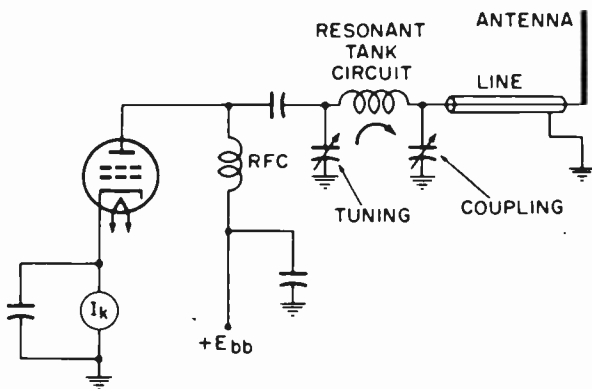 ANTENNA
RESONANT
TANK
CIRCUIT
LINE
RFC
TUNING
COUPLING
Ik
+Ebb